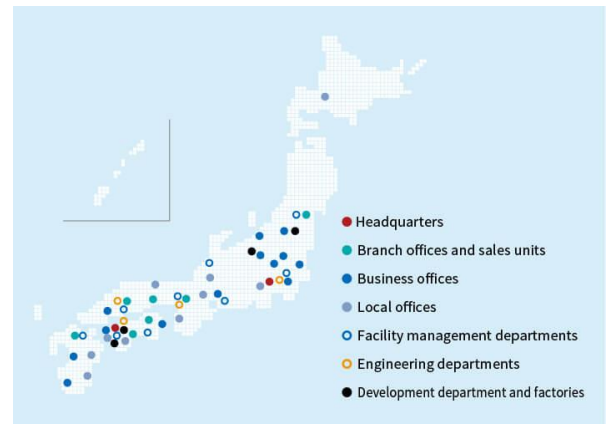 Headquarters
Branch offices and sales units
Business offices
Local offices
Facility management departments
Engineering departments
Development department and factories